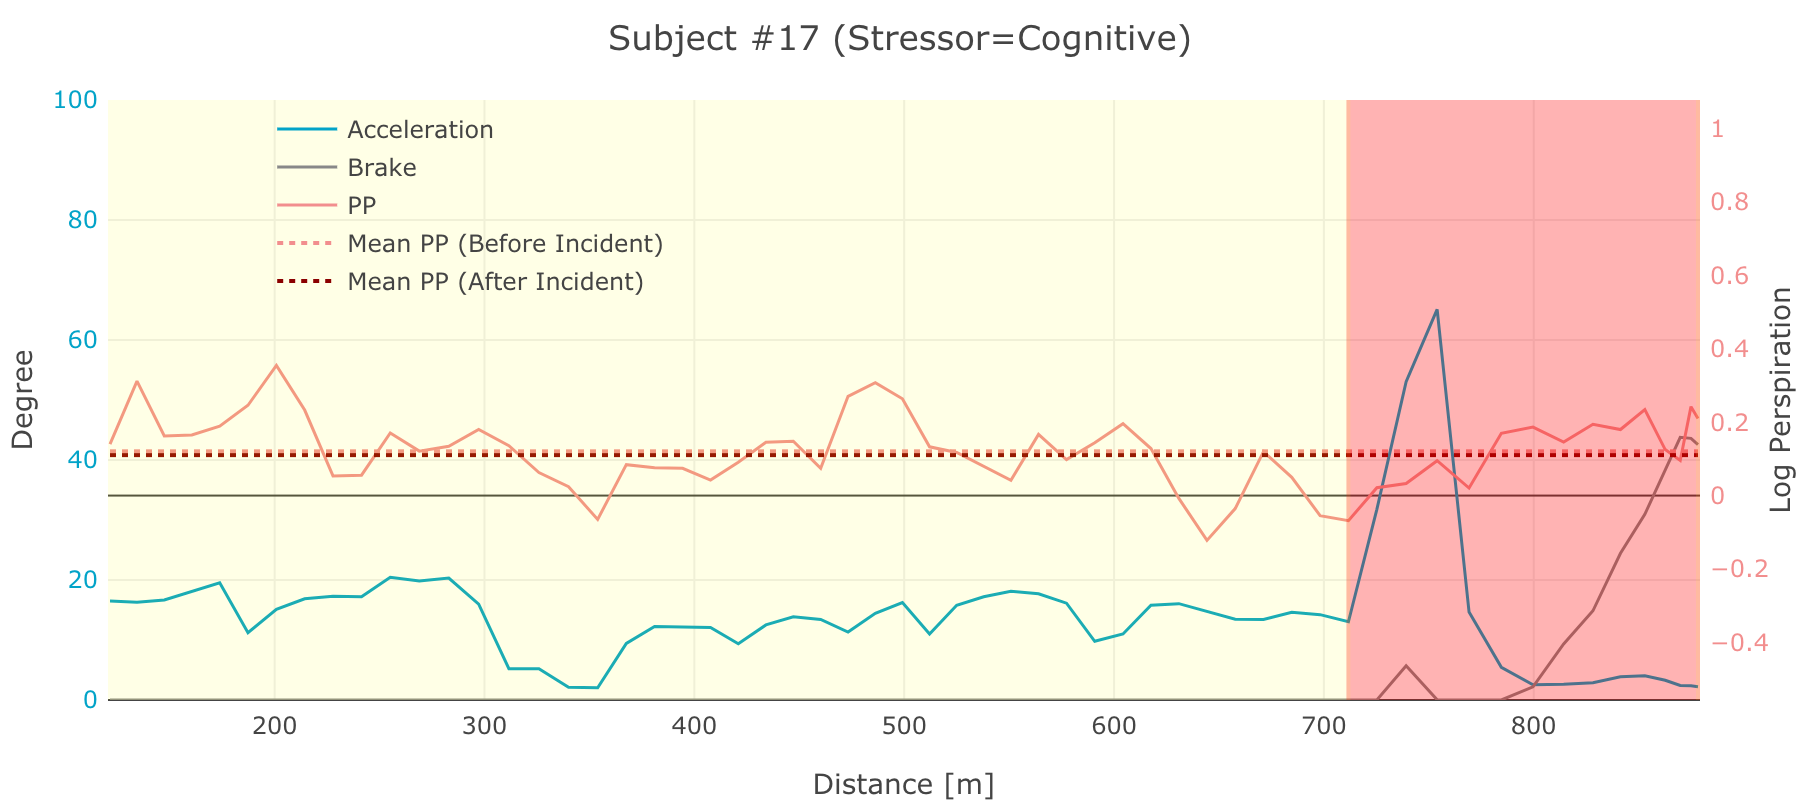 Subject #17 (Stressor=Cognitive)
100
80
60
40
20
0
Degree
Acceleration
Brake
PP
Mean PP (Before Incident)
Mean PP (After Incident)
1
0.8
0.6
0.4
0.2
0
−0.2
−0.4
Log Perspiration
200 300 400 500 600 700 800
Distance [m]